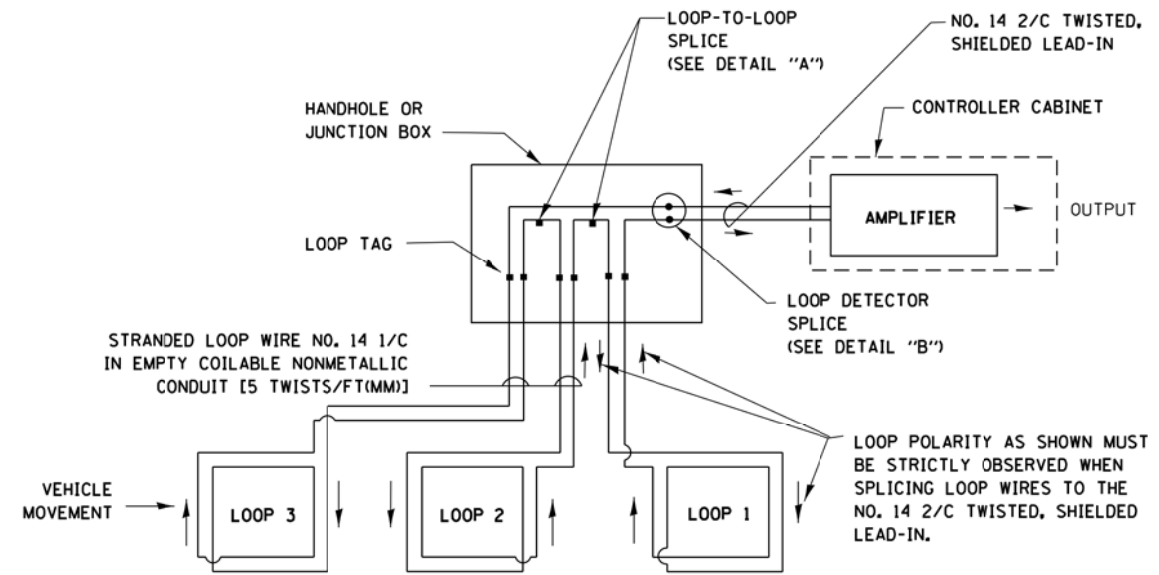 LOOP-TO-LOOP
SPLICE
(SEE DETAIL "A")
NO. 14 2/C TWISTED,
SHIELDED LEAD-IN
HANDHOLE OR
JUNCTION BOX
CONTROLLER CABINET
AMPLIFIER
OUTPUT
LOOP TAG
LOOP DETECTOR
SPLICE
(SEE DETAIL "B")
STRANDED LOOP WIRE NO. 14 1/C
IN EMPTY COILABLE NONMETALLIC
CONDUIT [5 TWISTS/FT(MM)]
LOOP POLARITY AS SHOWN MUST
BE STRICTLY OBSERVED WHEN
SPLICING LOOP WIRES TO THE
NO. 14 2/C TWISTED, SHIELDED
LEAD-IN.
VEHICLE
MOVEMENT
LOOP 3
LOOP 2
LOOP 1